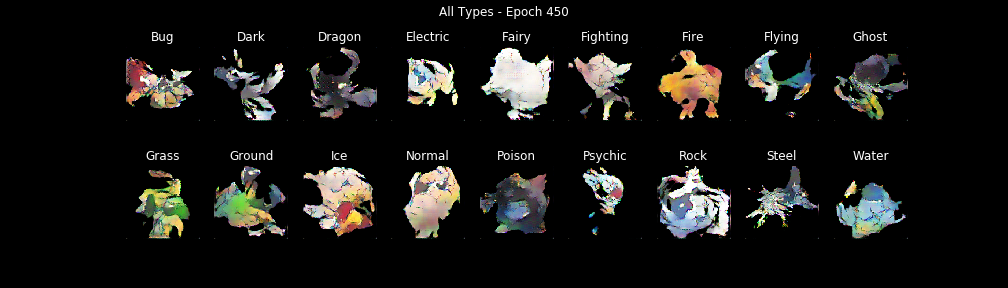 All Types - Epoch 450
Bug Dark Dragon Electric Fairy Fighting Fire Flying Ghost
Grass Ground Ice Normal Poison Psychic Rock Steel Water